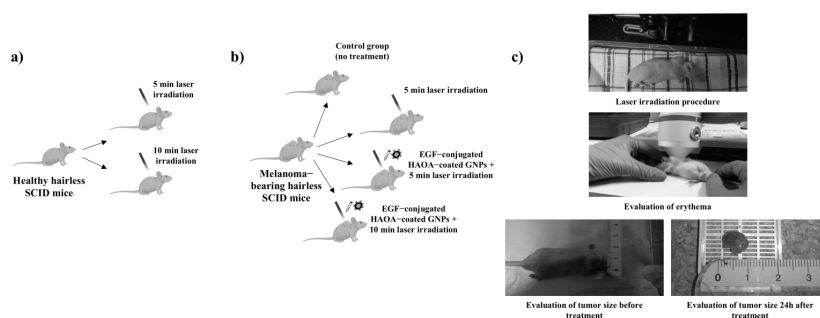 a)
5 min laser
irradiation
10 min laser
irradiation
Healthy hairless
SCID mice
b)
Control group
(no treatment)
5 min laser irradiation
EGF-conjugated
HAOA-coated GNPs +
5 min laser irradiation
Melanoma-
bearing hairless
SCID mice
EGF-conjugated
HAOA-coated GNPs +
10 min laser irradiation
c)
Laser irradiation procedure
Evaluation of erythema
0 1 2 3
Evaluation of tumor size before
treatment
Evaluation of tumor size 24h after
treatment